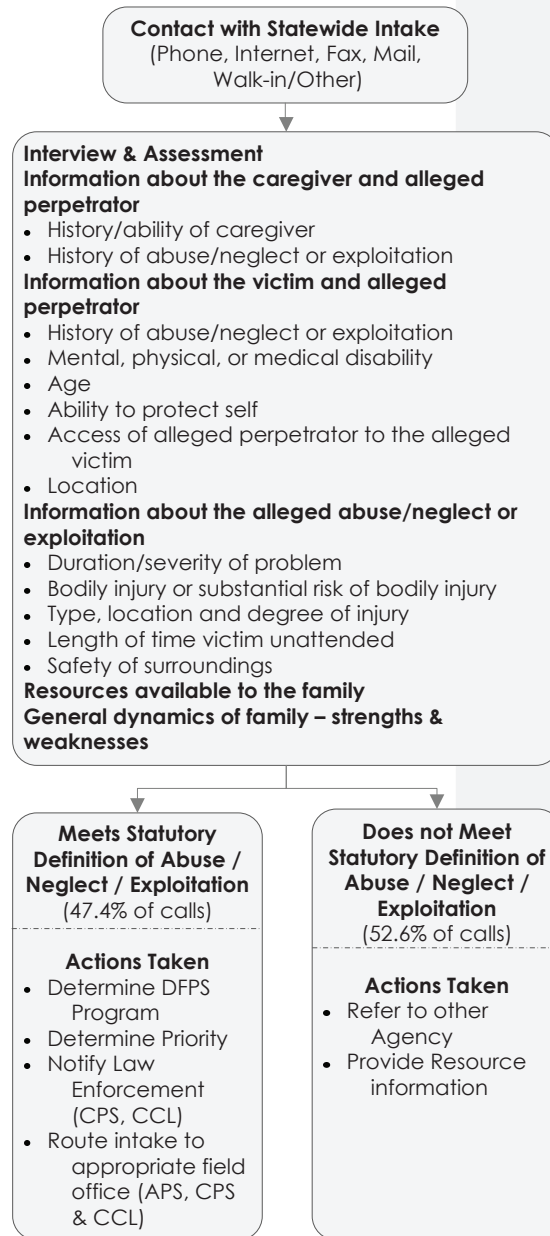 Contact with Statewide Intake
(Phone, Internet, Fax, Mail,
Walk-in/Other)
Interview & Assessment
Information about the caregiver and alleged
perpetrator
• History/ability of caregiver
• History of abuse/neglect or exploitation
Information about the victim and alleged
perpetrator
• History of abuse/neglect or exploitation
• Mental, physical, or medical disability
• Age
• Ability to protect self
• Access of alleged perpetrator to the alleged
victim
• Location
Information about the alleged abuse/neglect or
exploitation
• Duration/severity of problem
• Bodily injury or substantial risk of bodily injury
• Type, location and degree of injury
• Length of time victim unattended
• Safety of surroundings
Resources available to the family
General dynamics of family – strengths &
weaknesses
Meets Statutory
Definition of Abuse /
Neglect / Exploitation
(47.4% of calls)
Actions Taken
• Determine DFPS
Program
• Determine Priority
• Notify Law
Enforcement
(CPS, CCL)
• Route intake to
appropriate field
office (APS, CPS
& CCL)
Does not Meet
Statutory Definition of
Abuse / Neglect /
Exploitation
(52.6% of calls)
Actions Taken
• Refer to other
Agency
• Provide Resource
information